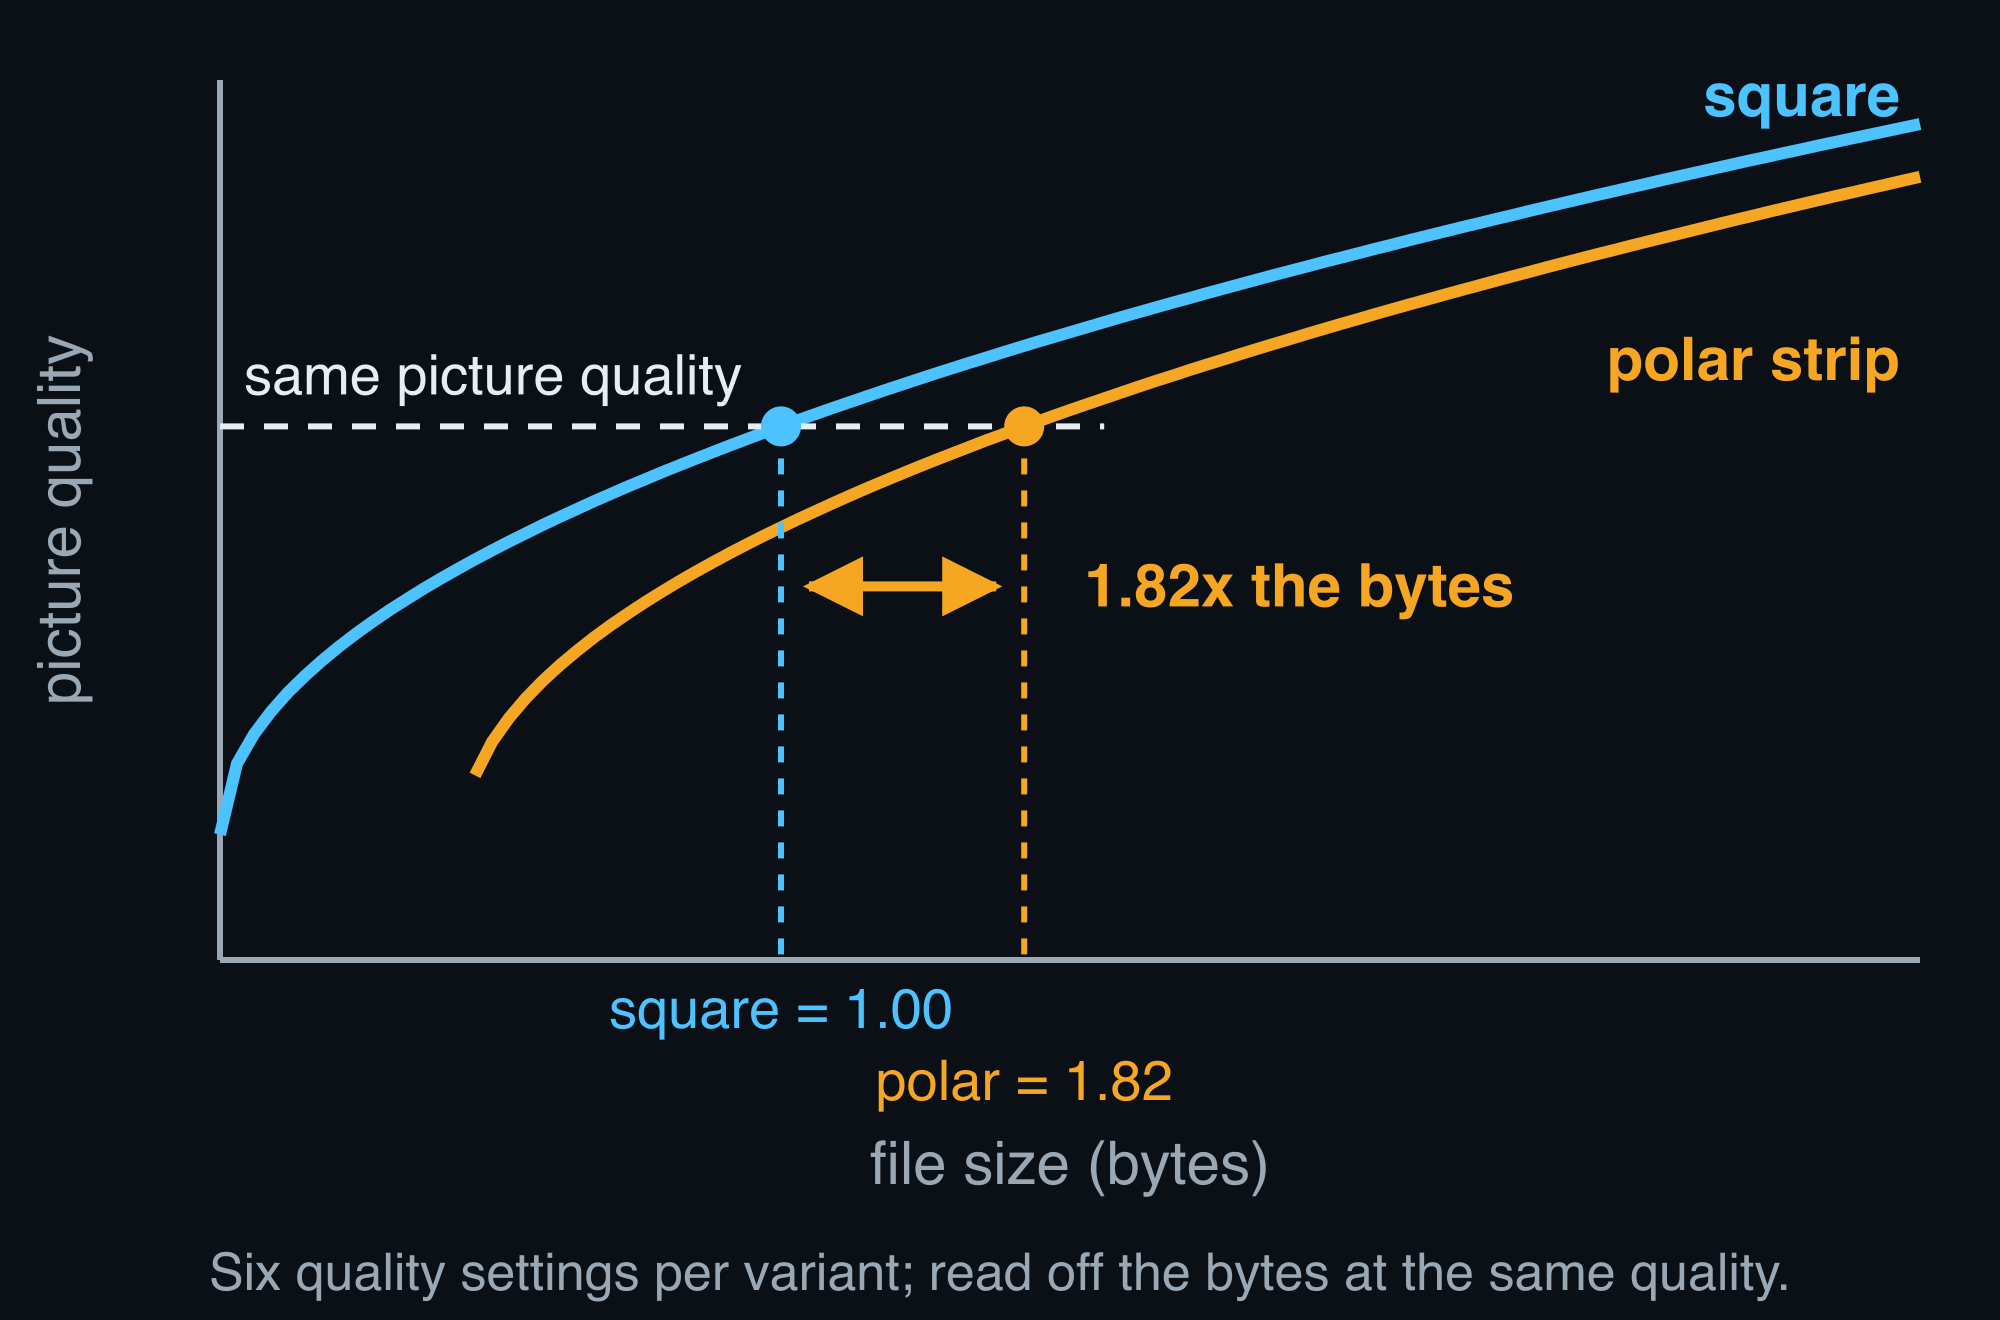 square
same picture quality
polar strip
picture quality
1.82x the bytes
square = 1.00
polar = 1.82
file size (bytes)
Six quality settings per variant; read off the bytes at the same quality.